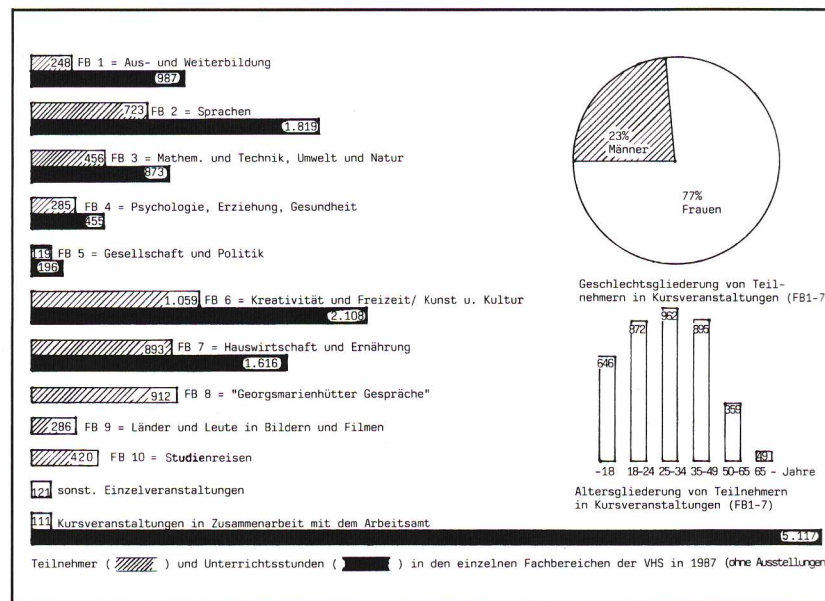 248 FB 1 = Aus- und Weiterbildung
987
723 FB 2 = Sprachen
1.819
456 FB 3 = Mathem. und Technik, Umwelt und Natur
873
285 FB 4 = Psychologie, Erziehung, Gesundheit
455
119 FB 5 = Gesellschaft und Politik
196
1.059 FB 6 = Kreativität und Freizeit/ Kunst u. Kultur
2.108
893 FB 7 = Hauswirtschaft und Ernährung
1.616
912 FB 8 = "Georgsmarienhütter Gespräche"
286 FB 9 = Länder und Leute in Bildern und Filmen
420 FB 10 = Studienreisen
121 sonst. Einzelveranstaltungen
111 Kursveranstaltungen in Zusammenarbeit mit dem Arbeitsamt
5.117
Teilnehmer ( ) und Unterrichtsstunden ( ) in den einzelnen Fachbereichen der VHS in 1987 (ohne Ausstellungen
23%
Männer
77%
Frauen
Geschlechtsgliederung von Teil-
nehmern in Kursveranstaltungen (FB1-7
646 872 962 895 359 49
-18 18-24 25-34 35-49 50-65 65 - Jahre
Altersgliederung von Teilnehmern
in Kursveranstaltungen (FB1-7)